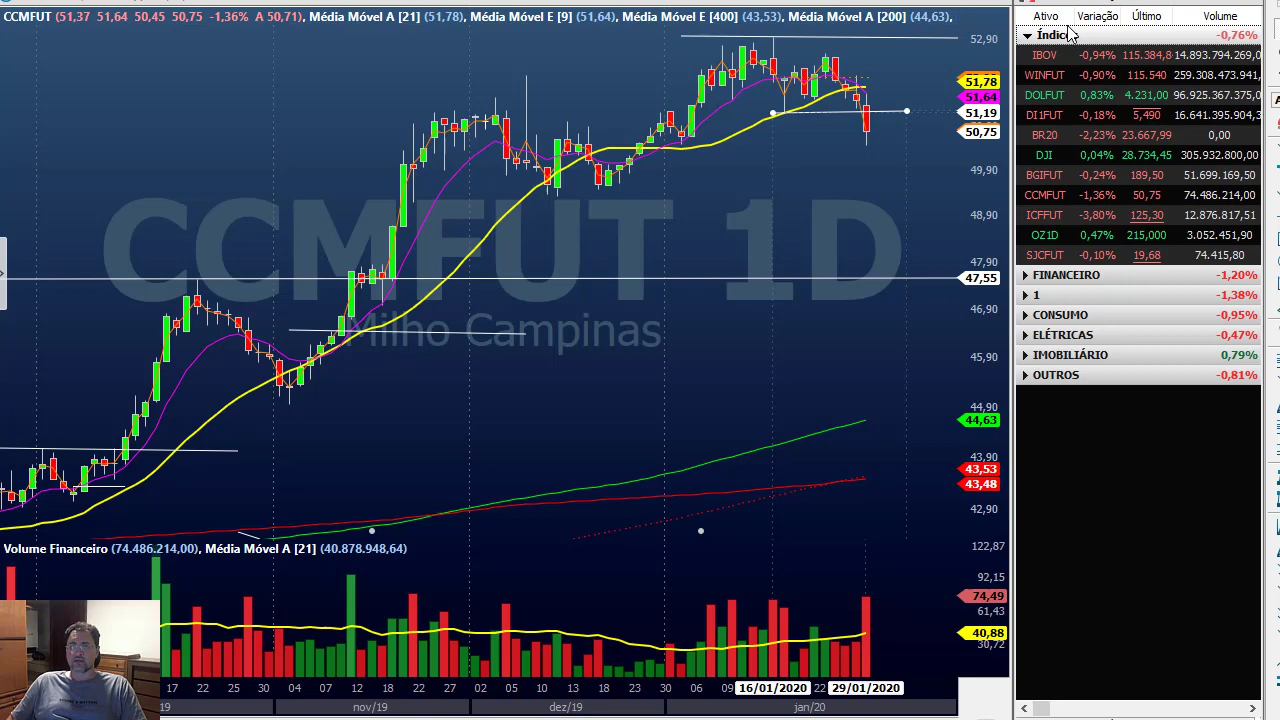 CCMFUT (51,37 51,64 50,45 50,75 -1,36% A 50,71), Média Móvel A [21] (51,78), Média Móvel E [9] (51,64), Média Móvel E [400] (43,53), Média Móvel A [200] (44,63),
52,90
51,78
51,64
51,19
50,75
49,90
48,90
47,90
47,55
46,90
45,90
44,90
44,63
43,90
43,53
43,48
42,90
CCMFUT 1D
Milho Campinas
Volume Financeiro (74.486.214,00), Média Móvel A [21] (40.878.948,64)
122,87
92,15
74,49
61,43
40,88
30,72
17 22 25 30 04 07 12 18 22 27 02 05 10 13 18 23 30 06 09 16/01/2020 22 29/01/2020
19 nov/19 dez/19 jan/20
Ativo Variação Último Volume
Índic -0,76%
IBOV -0,94% 115.384,8 14.893.794.269,0
WINFUT -0,90% 115.540 259.308.473.941,
DOLFUT 0,83% 4.231,00 96.925.367.375,0
DI1FUT -0,18% 5,490 16.641.395.904,3
BR20 -2,23% 23.667,99 0,00
DJI 0,04% 28.734,45 305.932.800,00
BGIFUT -0,24% 189,50 51.699.169,50
CCMFUT -1,36% 50,75 74.486.214,00
ICFFUT -3,80% 125,30 12.876.817,51
OZ1D 0,47% 215,000 3.052.451,90
SJCFUT -0,10% 19,68 74.415,80
FINANCEIRO -1,20%
1 -1,38%
CONSUMO -0,95%
ELÉTRICAS -0,47%
IMOBILIÁRIO 0,79%
OUTROS -0,81%